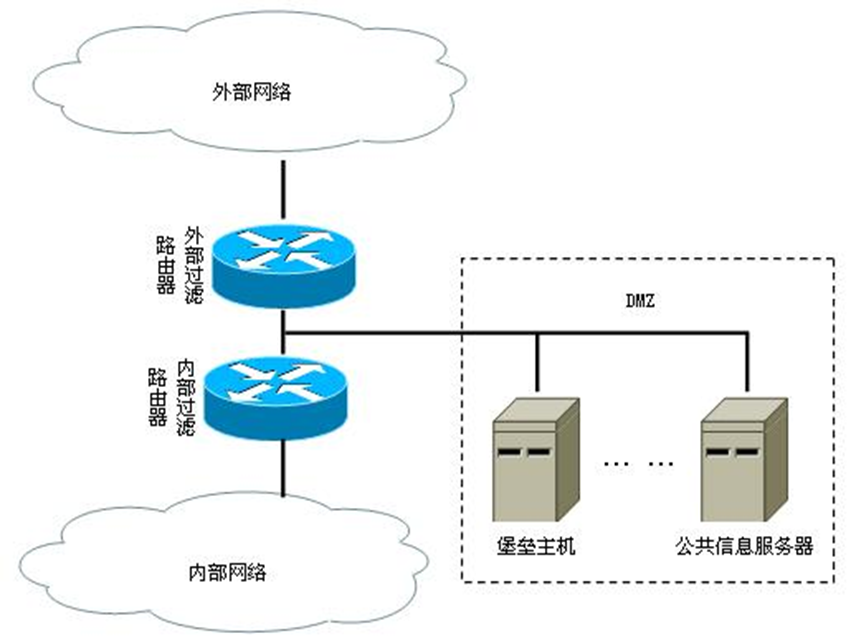 外部网络
外部过滤
路由器
DMZ
内部过滤
路由器
堡垒主机
... ...
公共信息服务器
内部网络